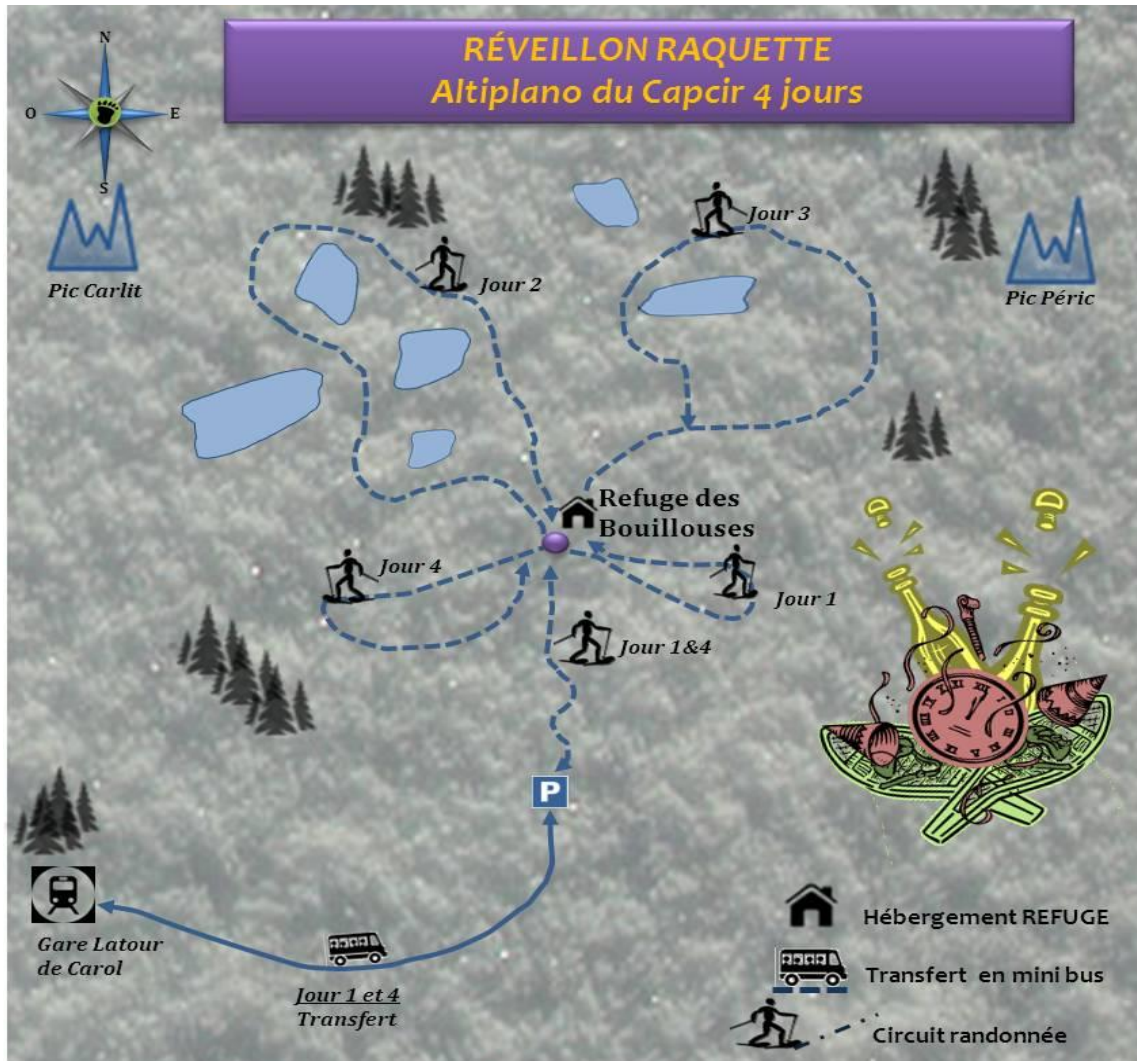 RÉVEILLON RAQUETTE
Altiplano du Capcir 4 jours
N
O
E
S
Pic Carlit
Jour 2
Jour 3
Pic Péric
Refuge des
Bouillouses
Jour 4
Jour 1
Jour 1&4
P
Gare Latour
de Carol
Jour 1 et 4
Transfert
Hébergement REFUGE
Transfert en mini bus
Circuit randonnée